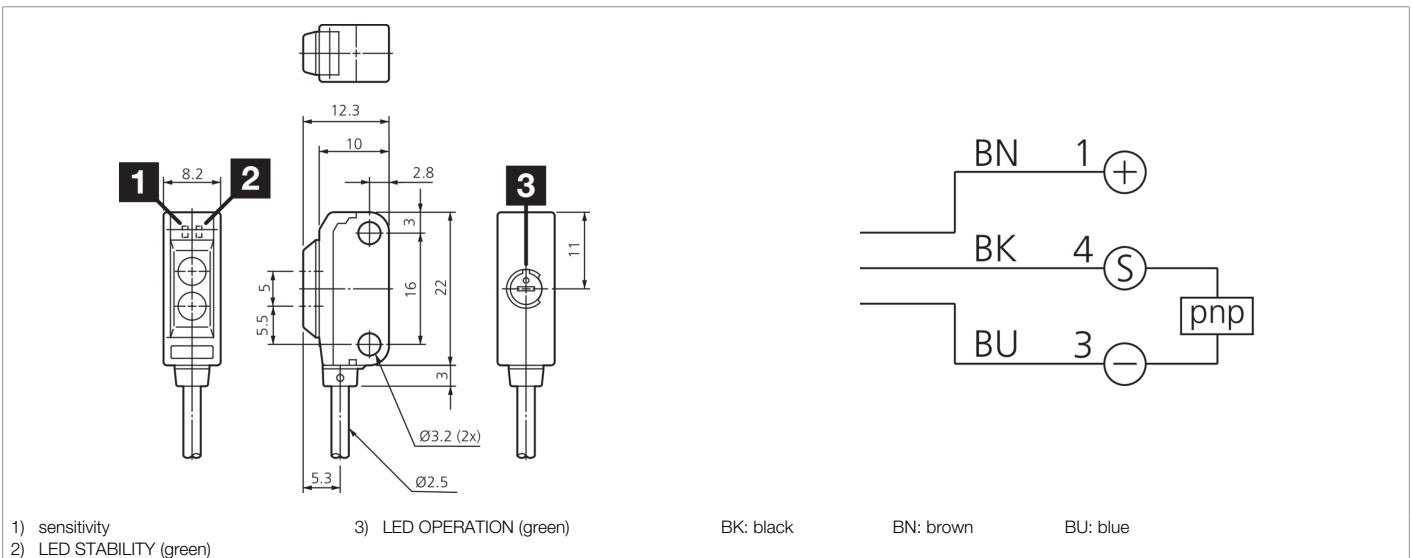 12.3
10
2.8
1
8.2
2
3
3
11
5
16
22
5.5
3
Ø3.2 (2x)
5.3
Ø2.5
BN 1 +
BK 4 S
pnp
BU 3 −
1) sensitivity
2) LED STABILITY (green)
3) LED OPERATION (green)
BK: black
BN: brown
BU: blue